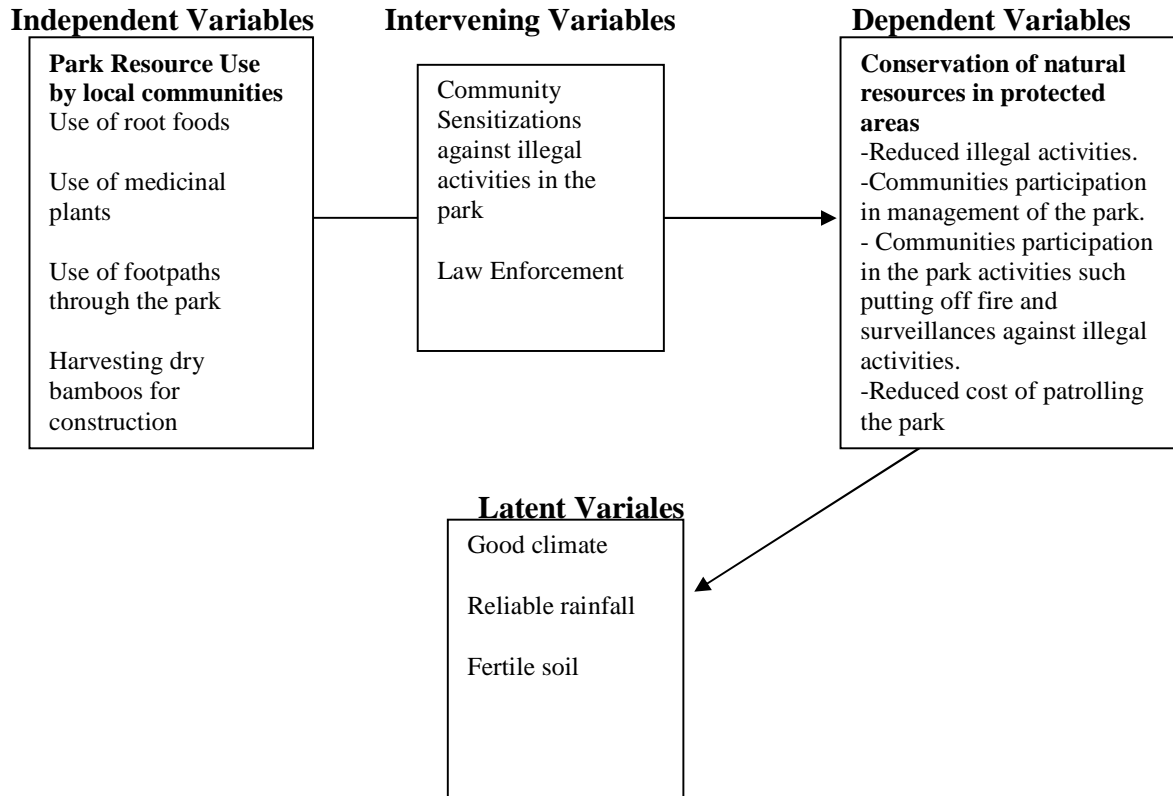 Independent Variables
Park Resource Use
by local communities
Use of root foods
Use of medicinal
plants
Use of footpaths
through the park
Harvesting dry
bamboos for
construction
Intervening Variables
Community
Sensitizations
against illegal
activities in the
park
Law Enforcement
Dependent Variables
Conservation of natural
resources in protected
areas
-Reduced illegal activities.
-Communities participation
in management of the park.
- Communities participation
in the park activities such
putting off fire and
surveillances against illegal
activities.
-Reduced cost of patrolling
the park
Latent Variales
Good climate
Reliable rainfall
Fertile soil